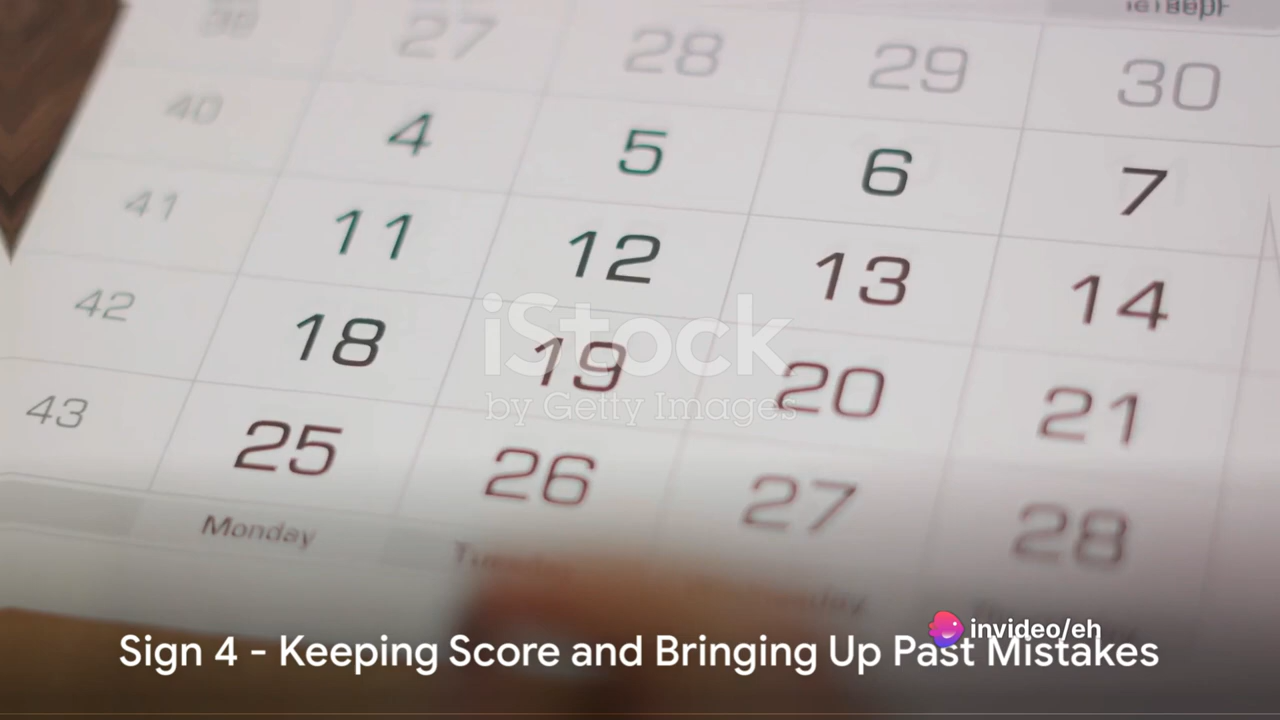 27 28 29 30
40 4 5 6 7
41 11 12 13 14
42 18 19 20 21
43 25 26 27 28
Monday
iStock
by Getty Images
invideo/eh
Sign 4 - Keeping Score and Bringing Up Past Mistakes